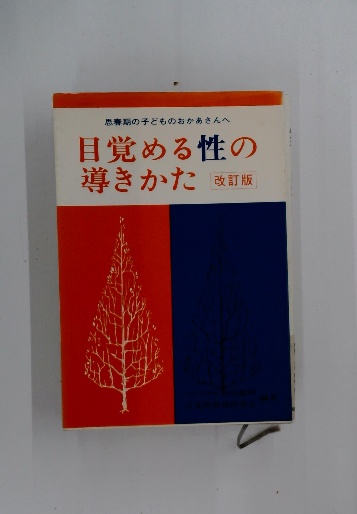 思春期の子どものおかあさんへ
目覚める性の
導きかた 改訂版